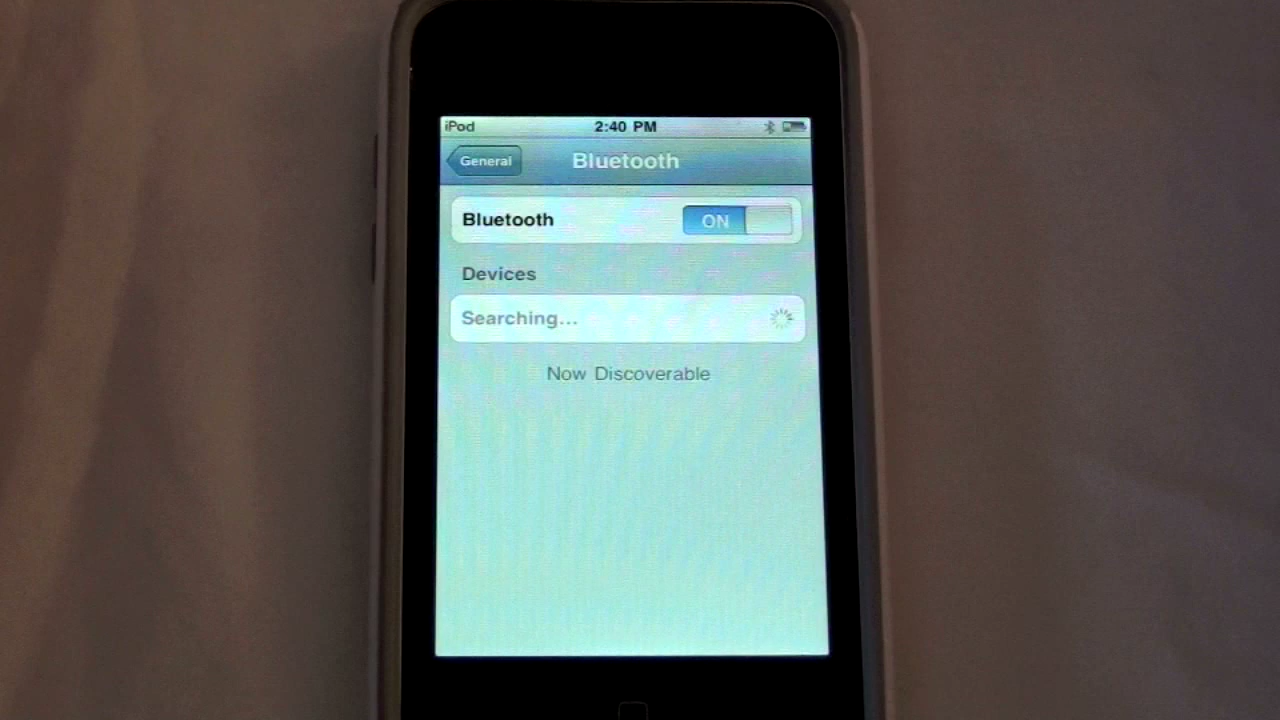 iPod 2:40 PM
General Bluetooth
Bluetooth ON
Devices
Searching...
Now Discoverable